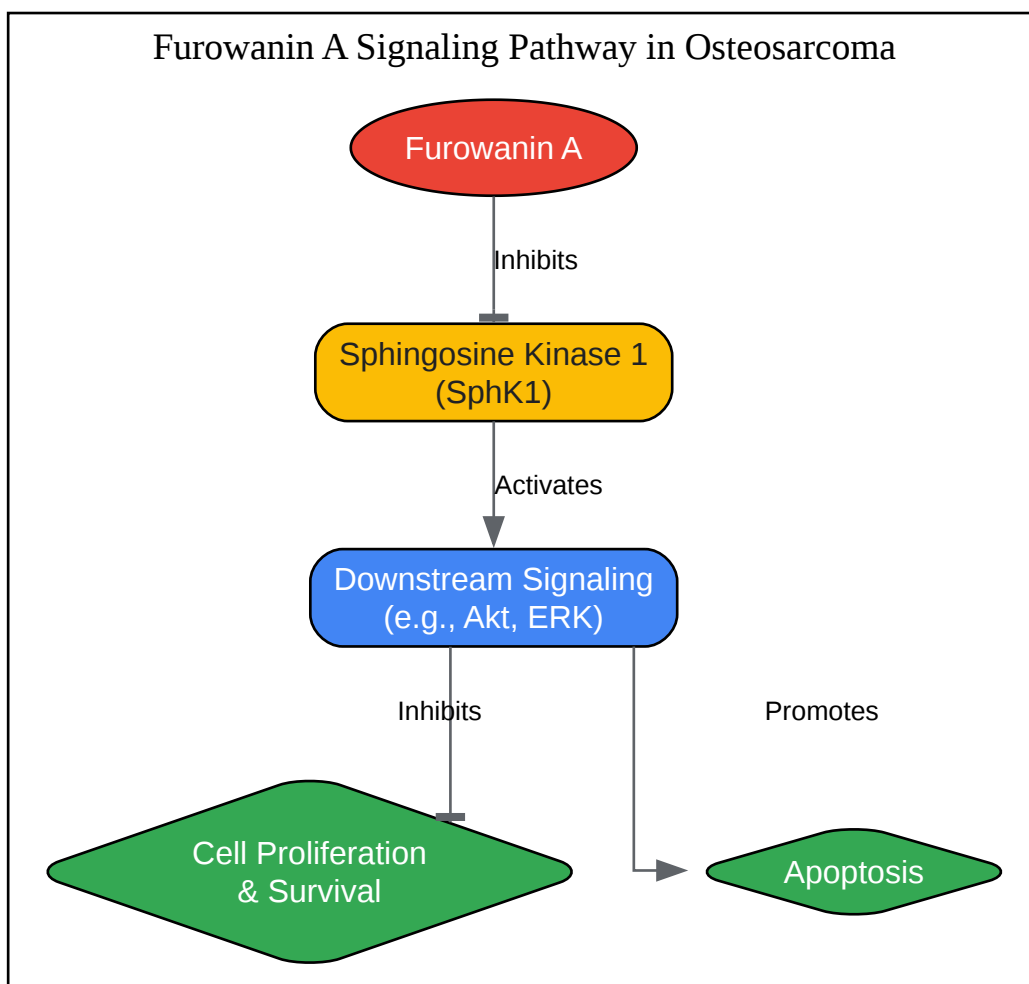 Furowanin A Signaling Pathway in Osteosarcoma
Furowanin A
Inhibits
Sphingosine Kinase 1
(SphK1)
Activates
Downstream Signaling
(e.g., Akt, ERK)
Inhibits
Promotes
Cell Proliferation
& Survival
Apoptosis